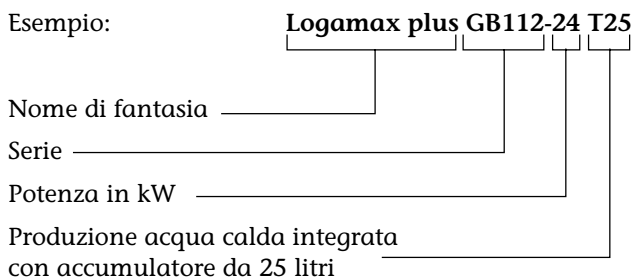 Esempio: Logamax plus GB112-24 T25
Nome di fantasia
Serie
Potenza in kW
Produzione acqua calda integrata
con accumulatore da 25 litri